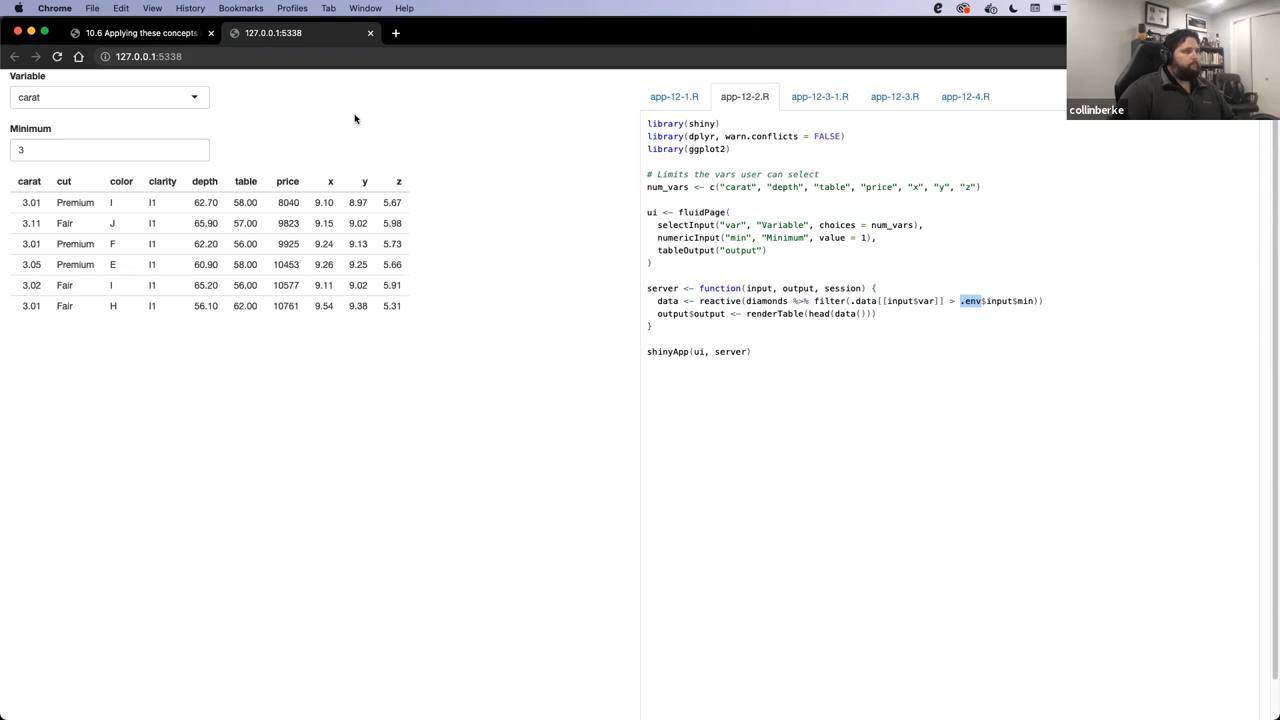 Chrome File Edit View History Bookmarks Profiles Tab Window Help
10.6 Applying these concepts
127.0.0.1:5338
127.0.0.1:5338
Variable
carat
Minimum
3
carat cut color clarity depth table price x y z
3.01 Premium I I1 62.70 58.00 8040 9.10 8.97 5.67
3.11 Fair J I1 65.90 57.00 9823 9.15 9.02 5.98
3.01 Premium F I1 62.20 56.00 9925 9.24 9.13 5.73
3.05 Premium E I1 60.90 58.00 10453 9.26 9.25 5.66
3.02 Fair I I1 65.20 56.00 10577 9.11 9.02 5.91
3.01 Fair H I1 56.10 62.00 10761 9.54 9.38 5.31
app-12-1.R app-12-2.R app-12-3-1.R app-12-3.R app-12-4.R
library(shiny)
library(dplyr, warn.conflicts = FALSE)
library(ggplot2)
# Limits the vars user can select
num_vars <- c("carat", "depth", "table", "price", "x", "y", "z")
ui <- fluidPage(
selectInput("var", "Variable", choices = num_vars),
numericInput("min", "Minimum", value = 1),
tableOutput("output")
)
server <- function(input, output, session) {
data <- reactive(diamonds %>% filter(.data[[input$var]] > .env$input$min))
output$output <- renderTable(head(data()))
}
shinyApp(ui, server)
collinberke